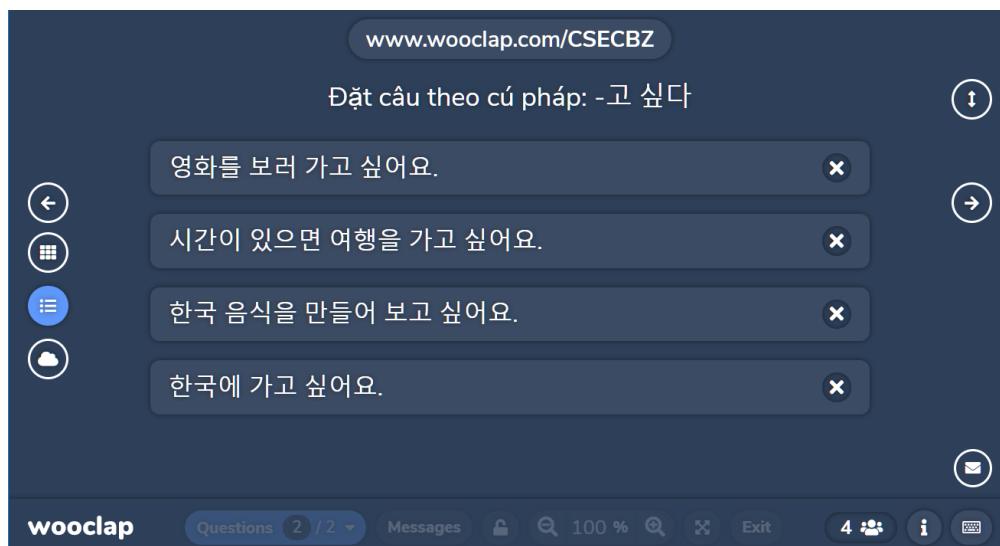 www.wooclap.com/CSECBZ
Đặt câu theo cú pháp: -고 싶다
영화를 보러 가고 싶어요.
시간이 있으면 여행을 가고 싶어요.
한국 음식을 만들어 보고 싶어요.
한국에 가고 싶어요.
wooclap Questions 2 / 2 Messages 100 % Exit 4